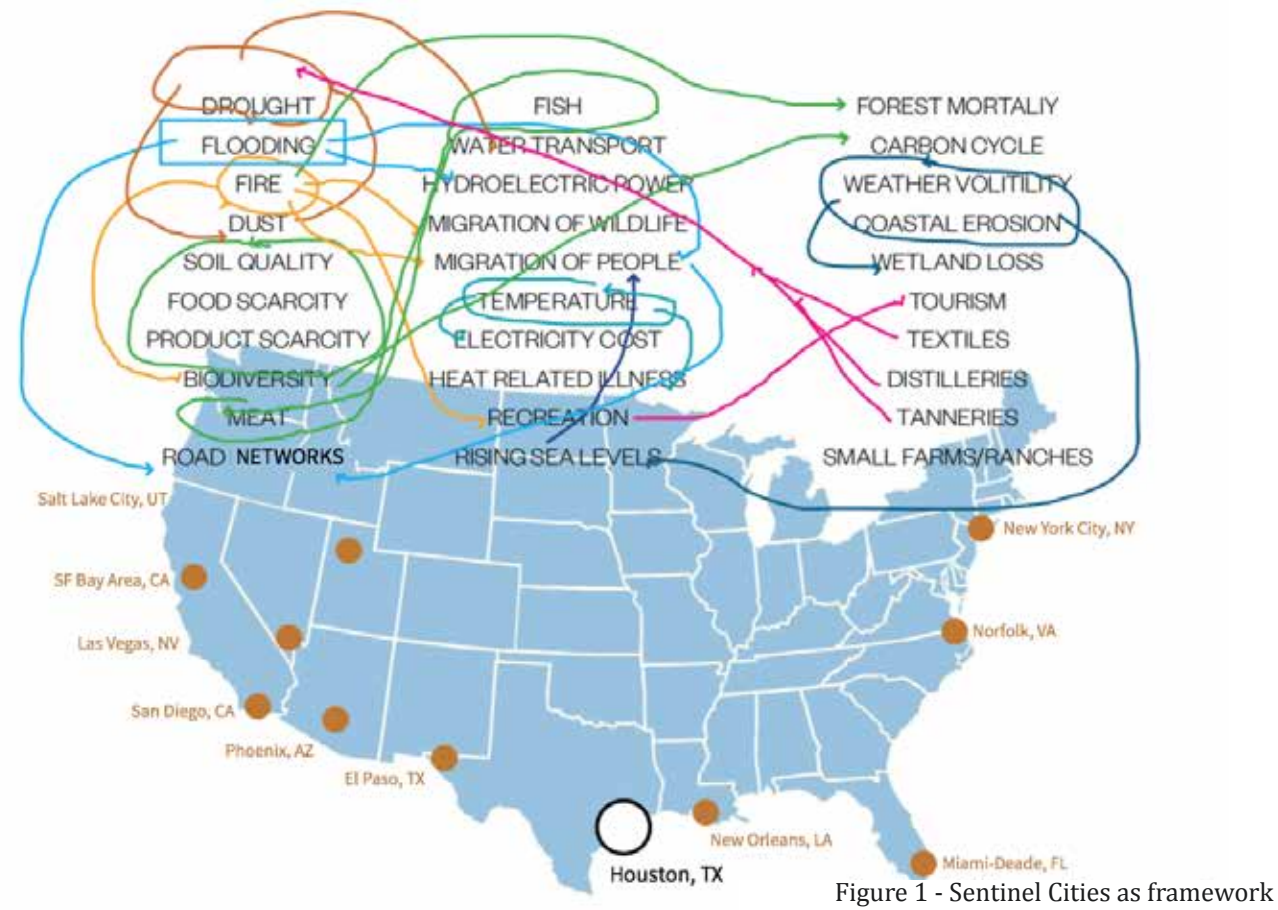 DROUGHT
FLOODING
FIRE
DUST
SOIL QUALITY
FOOD SCARCITY
PRODUCT SCARCITY
BIODIVERSITY
MEAT
ROAD NETWORKS
FISH
WATER TRANSPORT
HYDROELECTRIC POWER
MIGRATION OF WILDLIFE
MIGRATION OF PEOPLE
TEMPERATURE
ELECTRICITY COST
HEAT RELATED ILLNESS
RECREATION
RISING SEA LEVELS
FOREST MORTALIY
CARBON CYCLE
WEATHER VOLITILITY
COASTAL EROSION
WETLAND LOSS
TOURISM
TEXTILES
DISTILLERIES
TANNERIES
SMALL FARMS/RANCHES
Salt Lake City, UT
SF Bay Area, CA
Las Vegas, NV
San Diego, CA
Phoenix, AZ
El Paso, TX
Houston, TX
New Orleans, LA
Miami-Deade, FL
Norfolk, VA
New York City, NY
Figure 1 - Sentinel Cities as framework